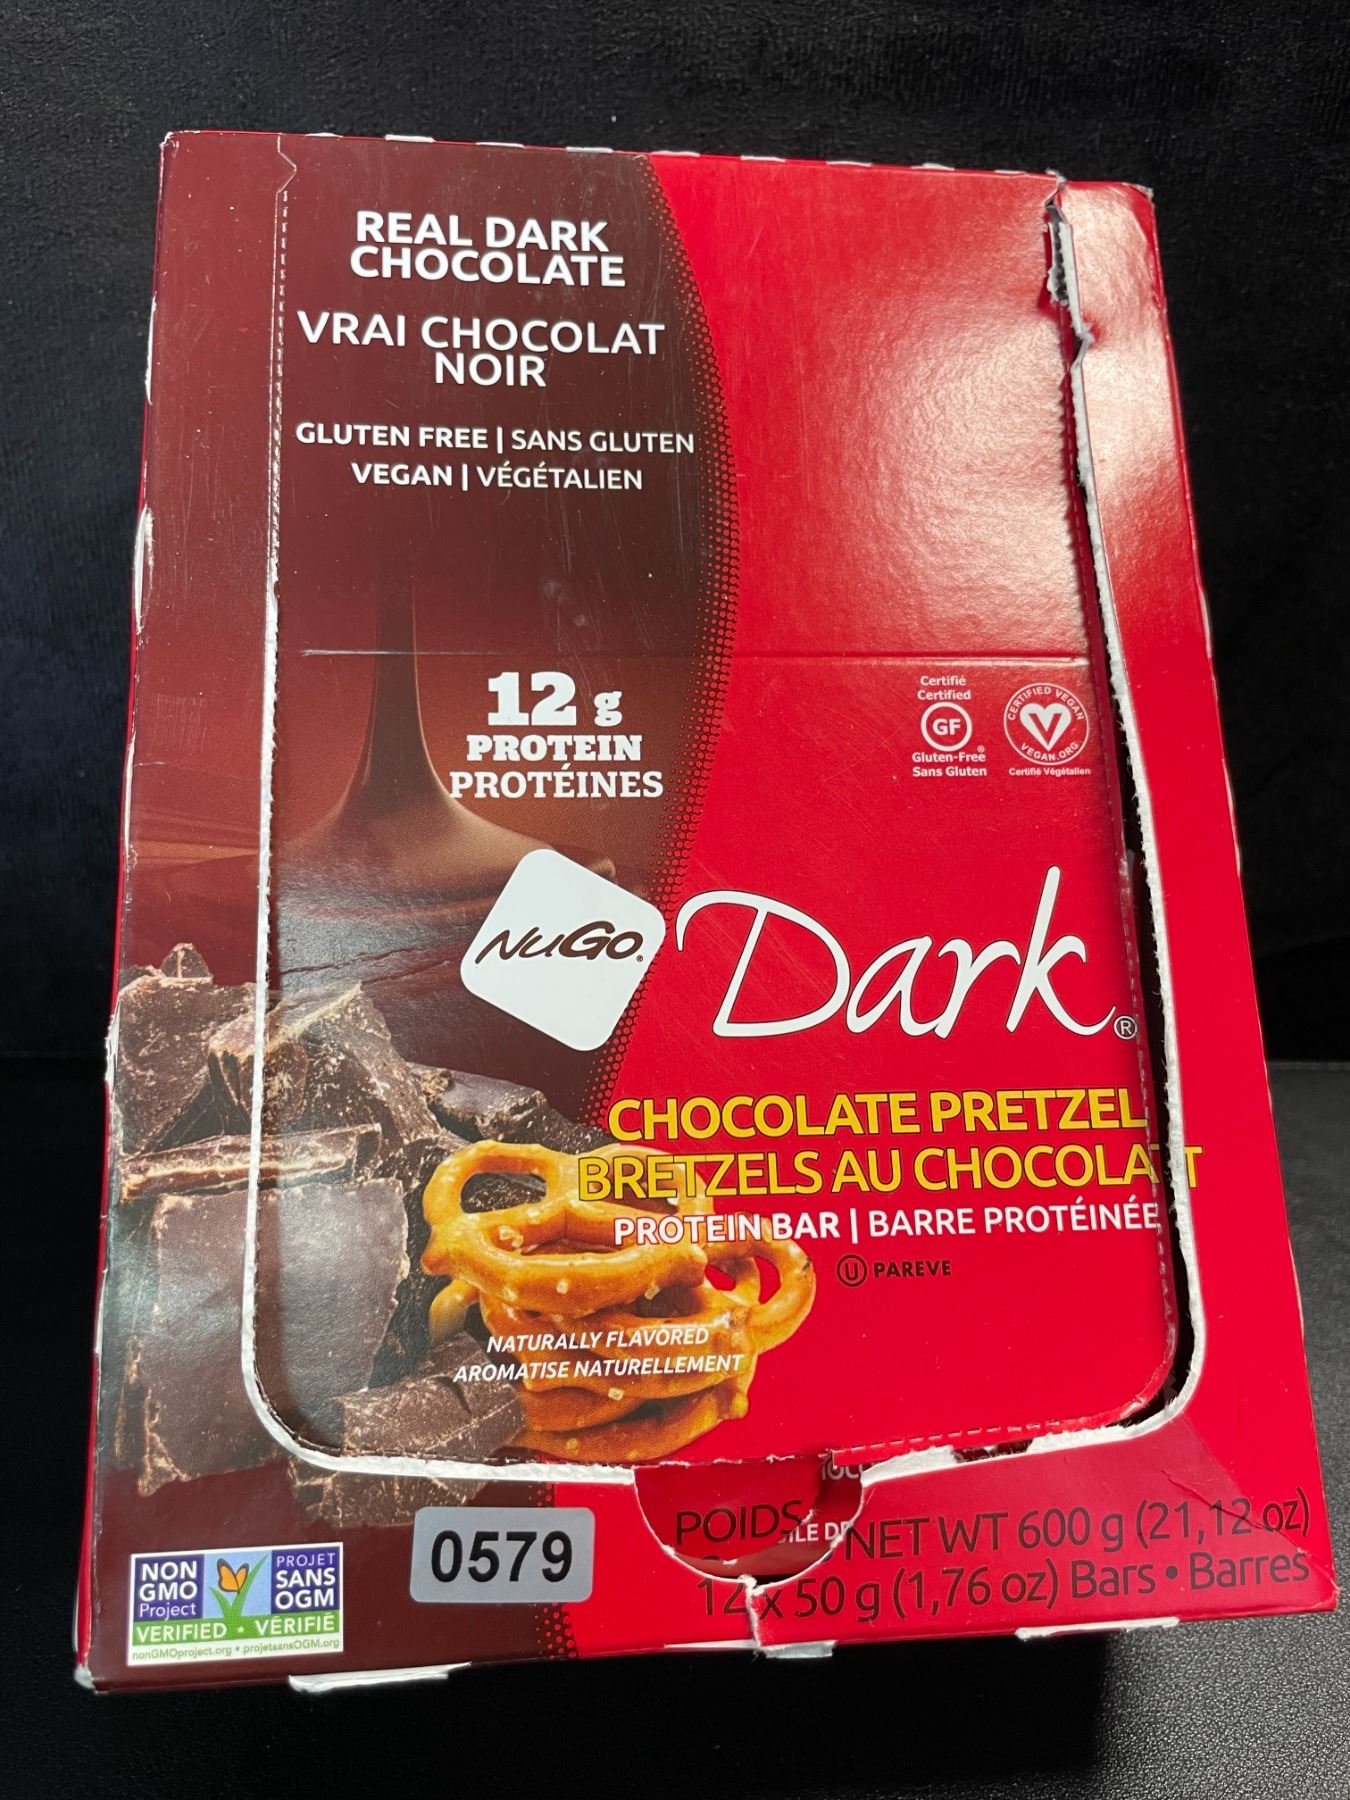 REAL DARK
CHOCOLATE
VRAI CHOCOLAT
NOIR
GLUTEN FREE | SANS GLUTEN
VEGAN | VÉGÉTALIEN
12 g
PROTEIN
PROTÉINES
Certifié
Certified
GF
Gluten-Free®
Sans Gluten
CERTIFIED VEGAN
VEGAN.ORG
Certifié Végétalien
NuGo® Dark®
CHOCOLATE PRETZEL
BRETZELS AU CHOCOLAT
PROTEIN BAR | BARRE PROTÉINÉE
U PAREVE
NATURALLY FLAVORED
AROMATISE NATURELLEMENT
POIDS NET WT 600 g (21,12 oz)
12 x 50 g (1,76 oz) Bars • Barres
0579
NON
GMO
Project
PROJET
SANS
OGM
VERIFIED • VÉRIFIÉ
nonGMOproject.org • projetsansOGM.org